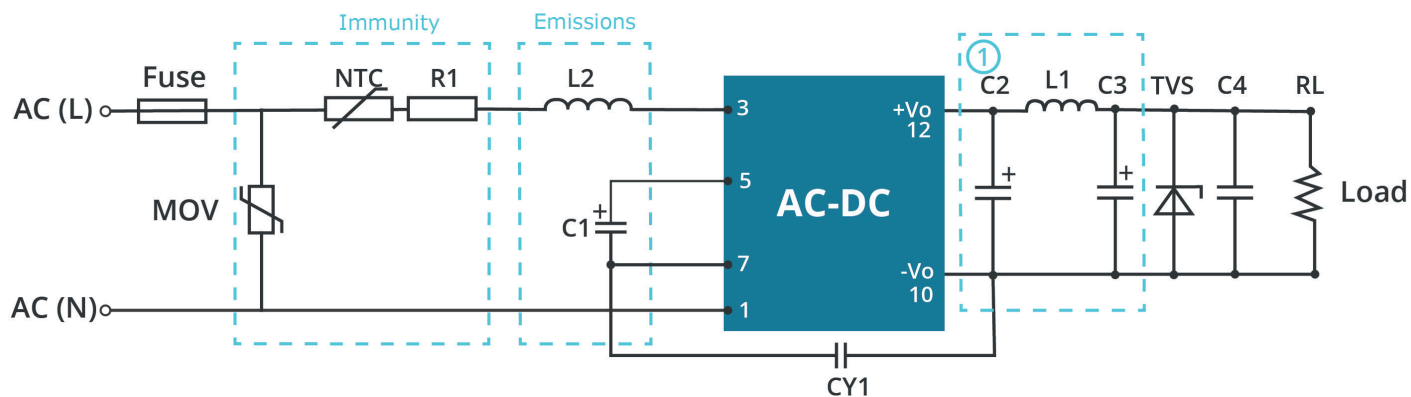 Immunity
Emissions
1
Fuse
NTC
R1
L2
C2
L1
C3
TVS
C4
RL
AC (L)
3
+Vo
12
5
+
+
+
MOV
C1
AC-DC
Load
7
-Vo
10
AC (N)
1
CY1